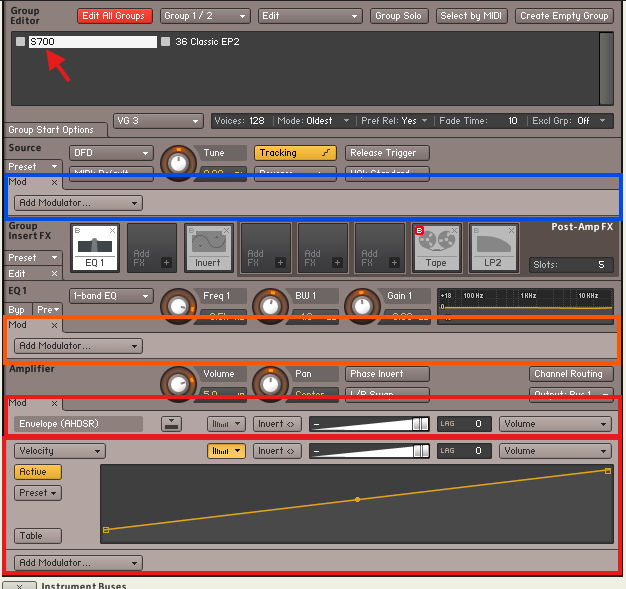 Group Editor Edit All Groups Group 1 / 2 Edit Group Solo Select by MIDI Create Empty Group
S700 36 Classic EP2
Group Start Options VG 3 Voices: 128 Mode: Oldest Pref Rel: Yes Fade Time: 10 Excl Grp: Off
Source DFD Tune Tracking Release Trigger
Preset
Mod ×
Add Modulator...
Group Insert FX Post-Amp FX
B EQ 1 Add FX + B Invert Add FX + Add FX + Add FX + B Tape B LP2
Preset Slots: 5
Edit ×
EQ 1 1-band EQ Freq 1 BW 1 Gain 1 +18 100 Hz 1KHz 10 KHz
-0
Byp Pre
Mod ×
Add Modulator...
Amplifier Volume Pan Phase Invert Channel Routing
Mod ×
Envelope (AHDSR) Invert <> LAG 0 Volume
Velocity Invert <> LAG 0 Volume
Active
Preset
Table
Add Modulator...
× Instrument Buses